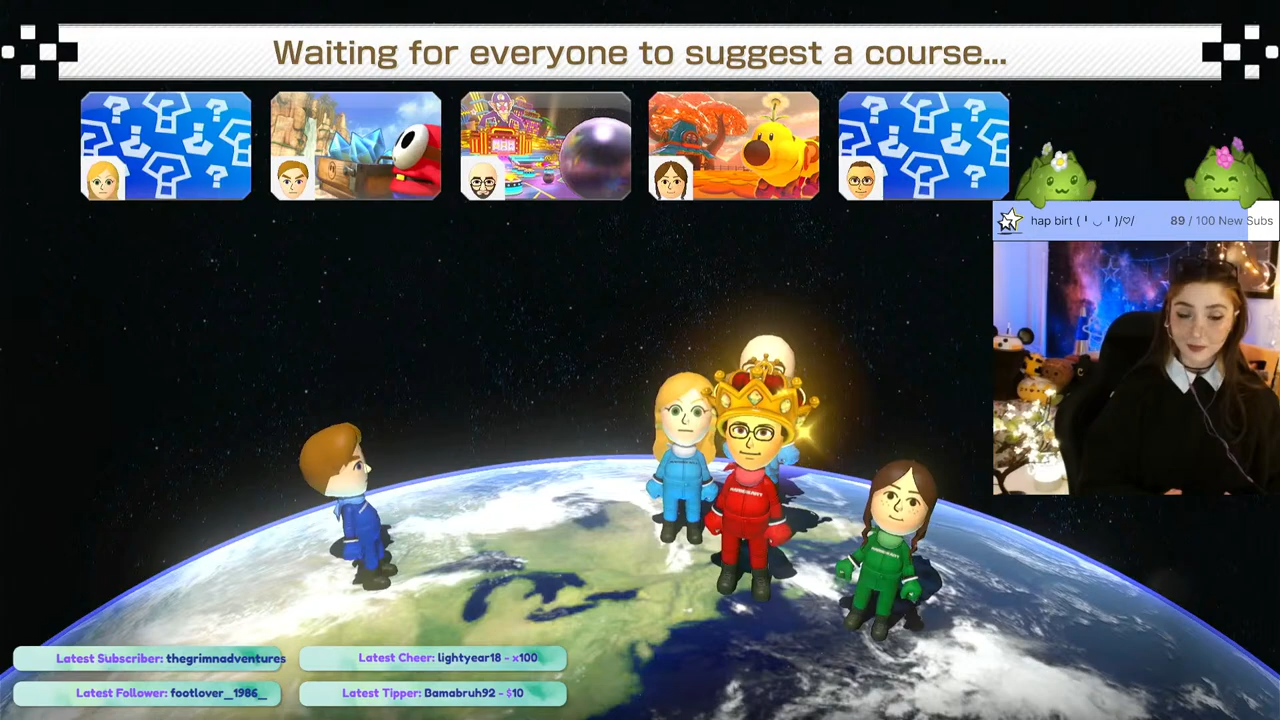 Waiting for everyone to suggest a course...
hap birt ( ╹ ◡ ╹ )/♡/ 89 / 100 New Subs
Latest Subscriber: thegrimnadventures
Latest Cheer: lightyear18 - x100
Latest Follower: footlover_1986_
Latest Tipper: Bamabruh92 - $10